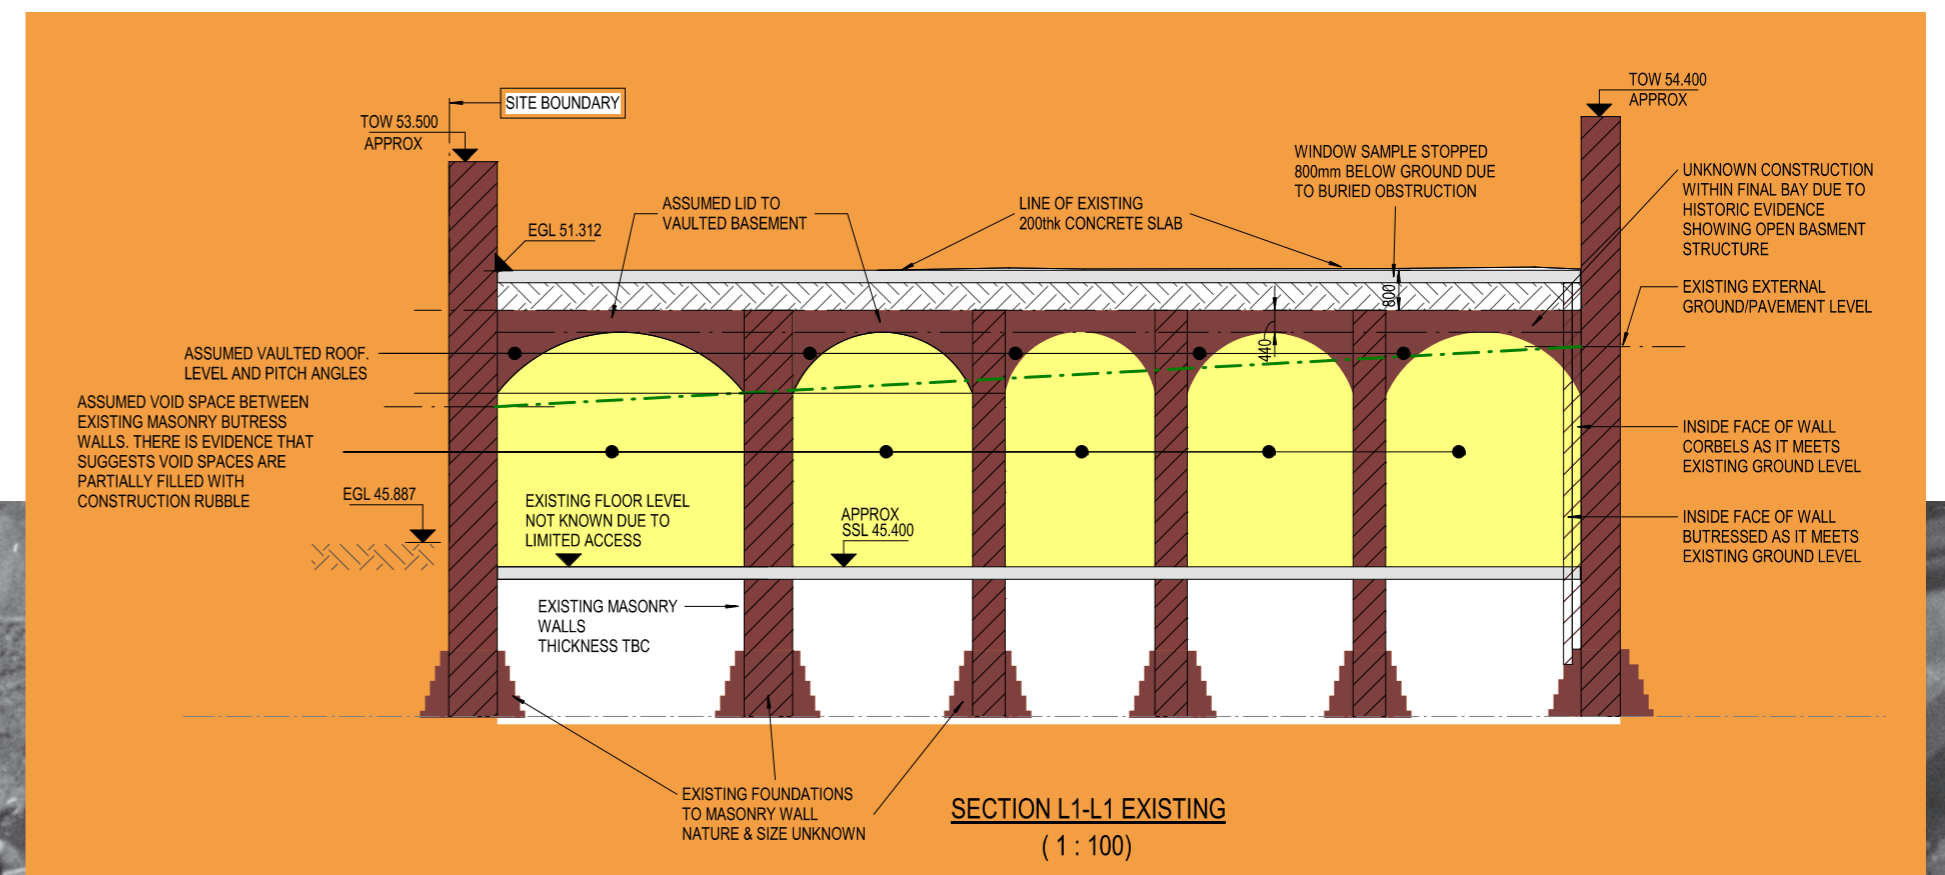 SITE BOUNDARY
TOW 53.500
APPROX
TOW 54.400
APPROX
WINDOW SAMPLE STOPPED
800mm BELOW GROUND DUE
TO BURIED OBSTRUCTION
UNKNOWN CONSTRUCTION
WITHIN FINAL BAY DUE TO
HISTORIC EVIDENCE
SHOWING OPEN BASMENT
STRUCTURE
ASSUMED LID TO
VAULTED BASEMENT
LINE OF EXISTING
200thk CONCRETE SLAB
EGL 51.312
EXISTING EXTERNAL
GROUND/PAVEMENT LEVEL
800
440
ASSUMED VAULTED ROOF.
LEVEL AND PITCH ANGLES
ASSUMED VOID SPACE BETWEEN
EXISTING MASONRY BUTRESS
WALLS. THERE IS EVIDENCE THAT
SUGGESTS VOID SPACES ARE
PARTIALLY FILLED WITH
CONSTRUCTION RUBBLE
INSIDE FACE OF WALL
CORBELS AS IT MEETS
EXISTING GROUND LEVEL
EGL 45.887
EXISTING FLOOR LEVEL
NOT KNOWN DUE TO
LIMITED ACCESS
APPROX
SSL 45.400
INSIDE FACE OF WALL
BUTRESSED AS IT MEETS
EXISTING GROUND LEVEL
EXISTING MASONRY
WALLS
THICKNESS TBC
EXISTING FOUNDATIONS
TO MASONRY WALL
NATURE & SIZE UNKNOWN
SECTION L1-L1 EXISTING
( 1 : 100)